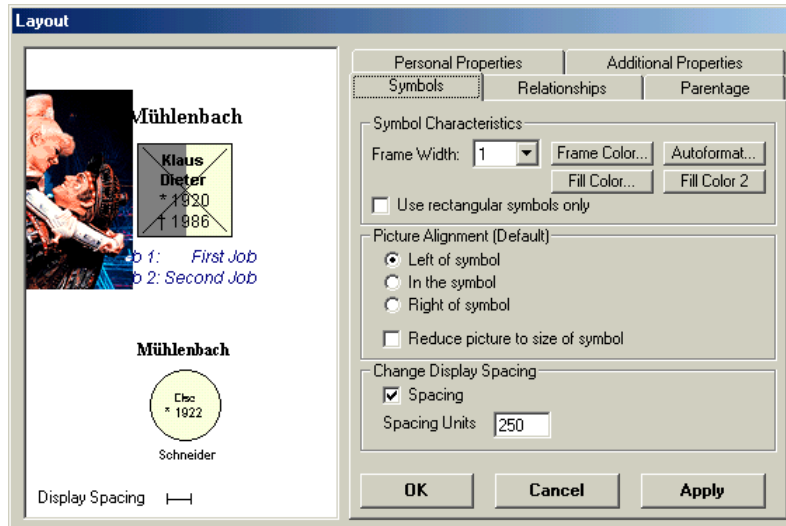 Layout
Mühlenbach
Klaus
Dieter
* 1920
† 1986
b 1: First Job
b 2: Second Job
Mühlenbach
Else
* 1922
Schneider
Display Spacing
Personal Properties Additional Properties
Symbols Relationships Parentage
Symbol Characteristics
Frame Width: 1 Frame Color... Autoformat...
Fill Color... Fill Color 2
Use rectangular symbols only
Picture Alignment (Default)
Left of symbol
In the symbol
Right of symbol
Reduce picture to size of symbol
Change Display Spacing
Spacing
Spacing Units 250
OK Cancel Apply